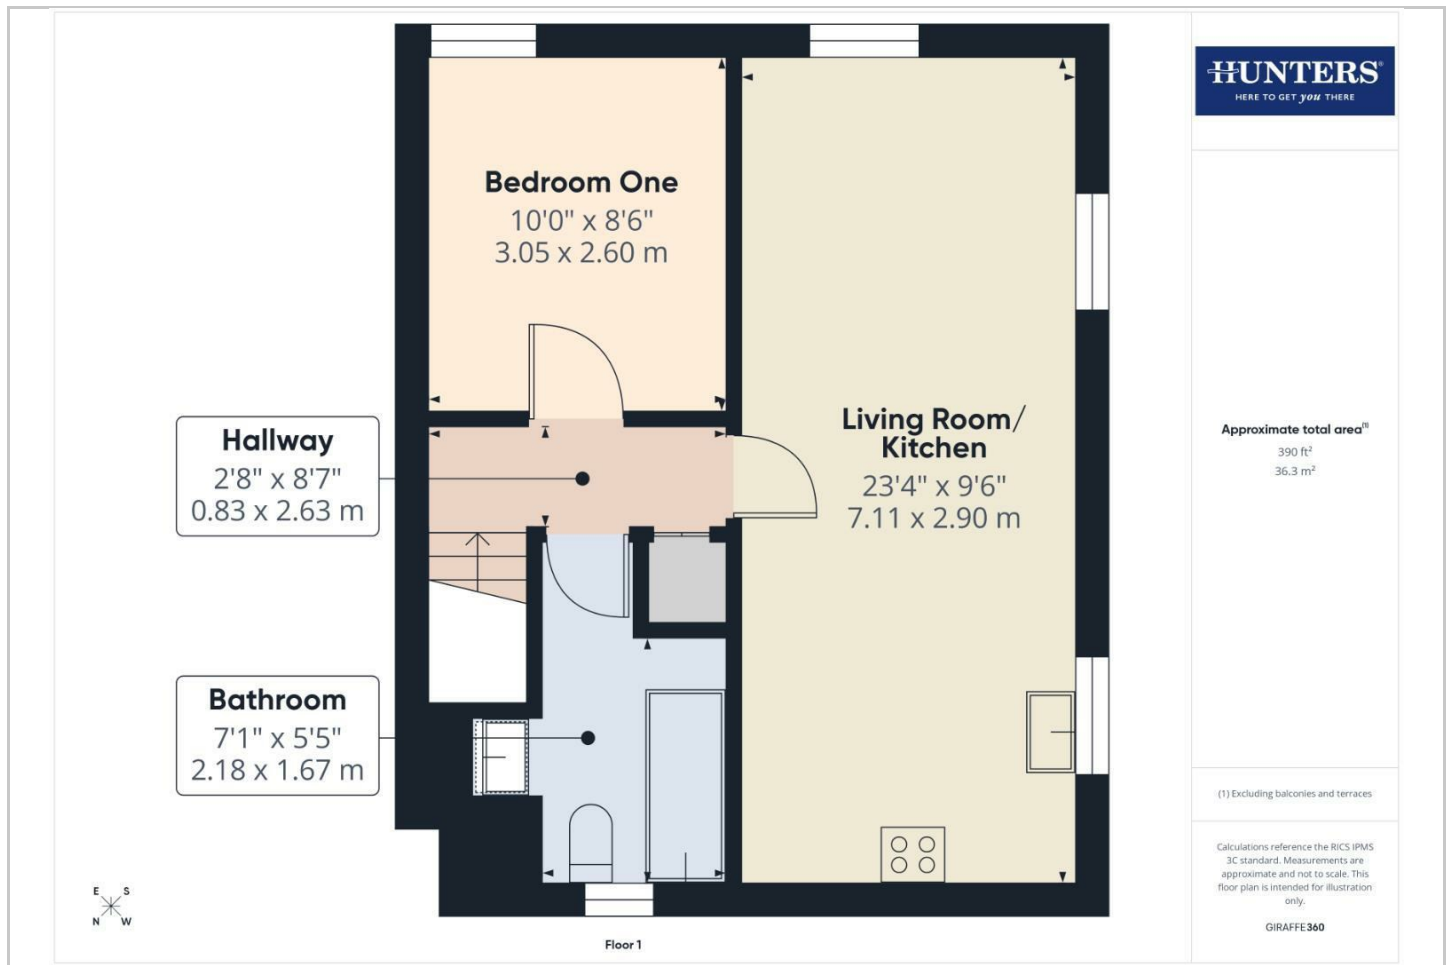 HUNTERS®
HERE TO GET you THERE
Bedroom One
10'0" x 8'6"
3.05 x 2.60 m
Hallway
2'8" x 8'7"
0.83 x 2.63 m
Living Room/
Kitchen
23'4" x 9'6"
7.11 x 2.90 m
Bathroom
7'1" x 5'5"
2.18 x 1.67 m
Approximate total area(1)
390 ft²
36.3 m²
(1) Excluding balconies and terraces
Calculations reference the RICS IPMS
3C standard. Measurements are
approximate and not to scale. This
floor plan is intended for illustration
only.
GIRAFFE360
E S
N W
Floor 1